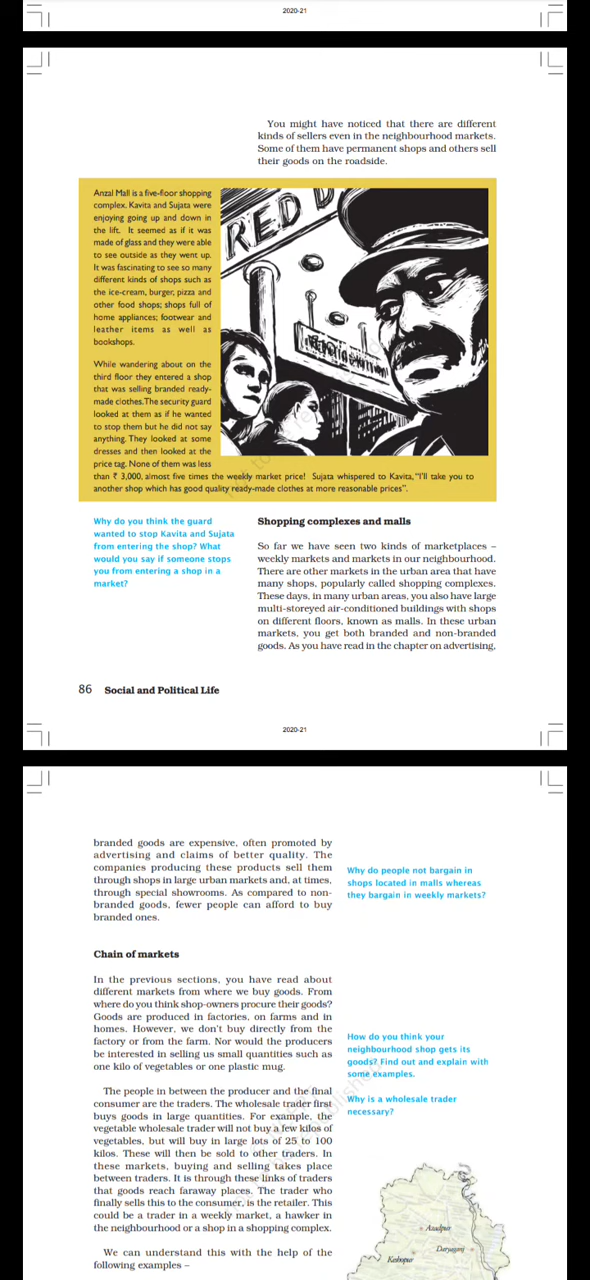 2020-21
You might have noticed that there are different
kinds of sellers even in the neighbourhood markets.
Some of them have permanent shops and others sell
their goods on the roadside.
Anzal Mall is a five-floor shopping
complex. Kavita and Sujata were
enjoying going up and down in
the lift. It seemed as if it was
made of glass and they were able
to see outside as they went up.
It was fascinating to see so many
different kinds of shops such as
the ice-cream, burger, pizza and
other food shops; shops full of
home appliances; footwear and
leather items as well as
bookshops.
While wandering about on the
third floor they entered a shop
that was selling branded ready-
made clothes. The security guard
looked at them as if he wanted
to stop them but he did not say
anything. They looked at some
dresses and then looked at the
price tag. None of them was less
than ₹ 3,000, almost five times the weekly market price! Sujata whispered to Kavita, "I'll take you to
another shop which has good quality ready-made clothes at more reasonable prices".
RED D
Why do you think the guard
wanted to stop Kavita and Sujata
from entering the shop? What
would you say if someone stops
you from entering a shop in a
market?
Shopping complexes and malls
So far we have seen two kinds of marketplaces –
weekly markets and markets in our neighbourhood.
There are other markets in the urban area that have
many shops, popularly called shopping complexes.
These days, in many urban areas, you also have large
multi-storeyed air-conditioned buildings with shops
on different floors, known as malls. In these urban
markets, you get both branded and non-branded
goods. As you have read in the chapter on advertising,
86 Social and Political Life
2020-21
branded goods are expensive, often promoted by
advertising and claims of better quality. The
companies producing these products sell them
through shops in large urban markets and, at times,
through special showrooms. As compared to non-
branded goods, fewer people can afford to buy
branded ones.
Why do people not bargain in
shops located in malls whereas
they bargain in weekly markets?
Chain of markets
In the previous sections, you have read about
different markets from where we buy goods. From
where do you think shop-owners procure their goods?
Goods are produced in factories, on farms and in
homes. However, we don't buy directly from the
factory or from the farm. Nor would the producers
be interested in selling us small quantities such as
one kilo of vegetables or one plastic mug.
How do you think your
neighbourhood shop gets its
goods? Find out and explain with
some examples.
Why is a wholesale trader
necessary?
The people in between the producer and the final
consumer are the traders. The wholesale trader first
buys goods in large quantities. For example, the
vegetable wholesale trader will not buy a few kilos of
vegetables, but will buy in large lots of 25 to 100
kilos. These will then be sold to other traders. In
these markets, buying and selling takes place
between traders. It is through these links of traders
that goods reach faraway places. The trader who
finally sells this to the consumer, is the retailer. This
could be a trader in a weekly market, a hawker in
the neighbourhood or a shop in a shopping complex.
We can understand this with the help of the
following examples –
Azadpur
Daryaganj
Keshopur